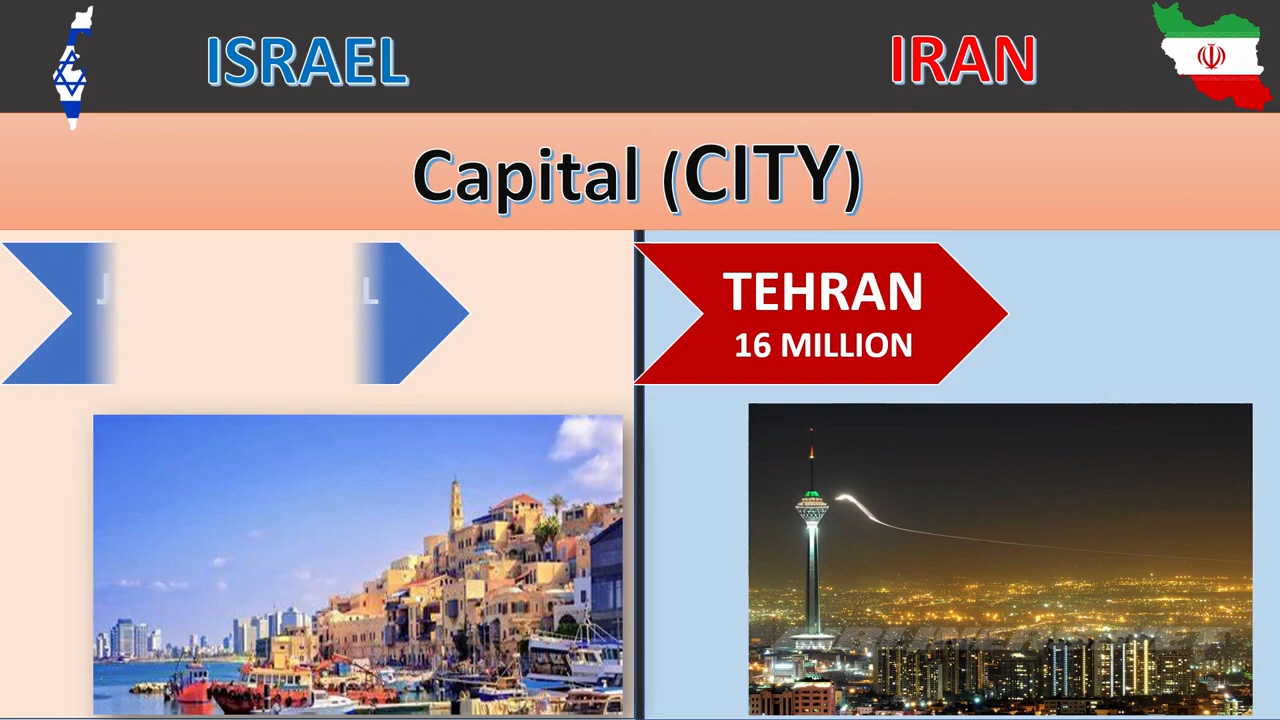 ISRAEL
IRAN
Capital (CITY)
J L
TEHRAN
16 MILLION